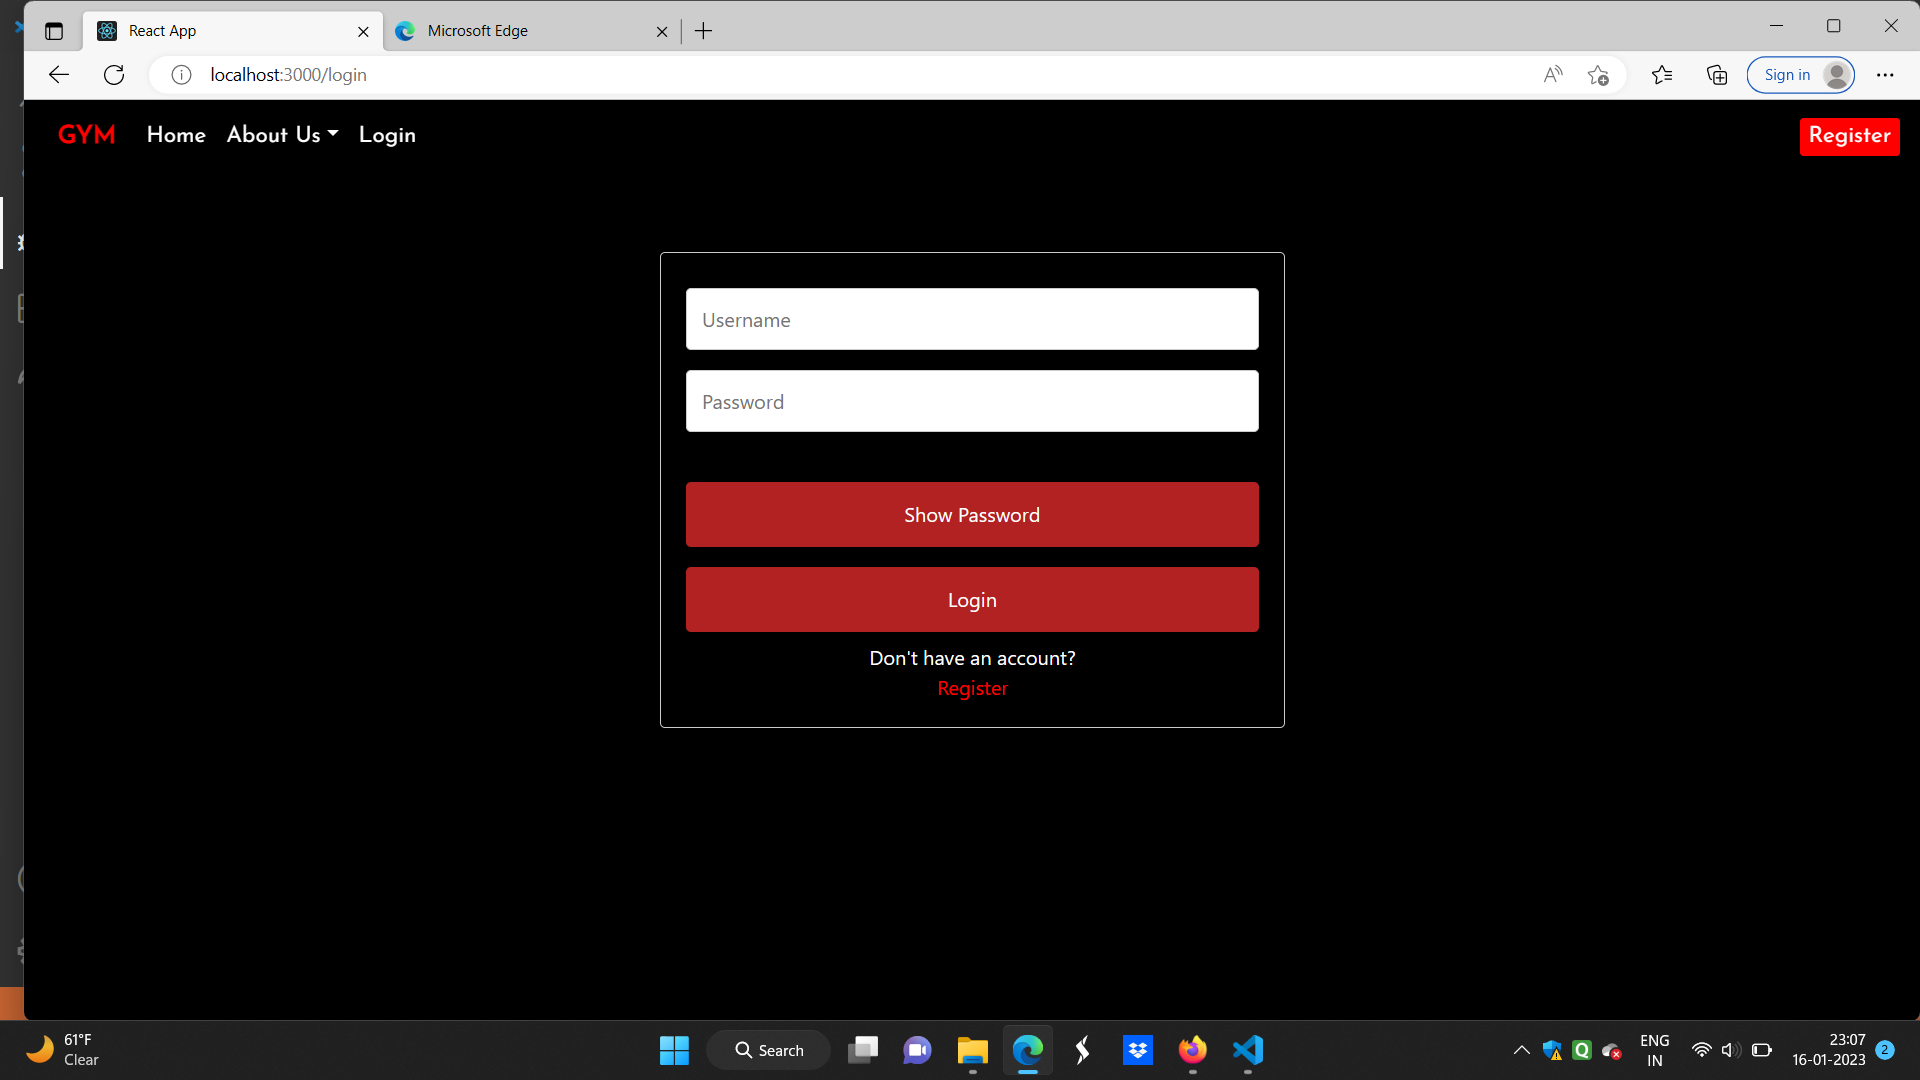 React App
Microsoft Edge
localhost:3000/login
Sign in
GYM
Home
About Us
Login
Register
Username
Password
Show Password
Login
Don't have an account?
Register
61°F
Clear
Search
ENG
IN
23:07
16-01-2023
2